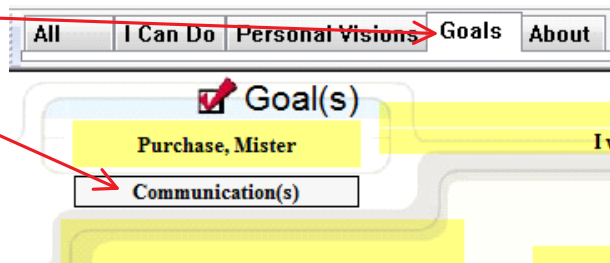 All I Can Do Personal Visions Goals About
Goal(s)
Purchase, Mister
I
Communication(s)